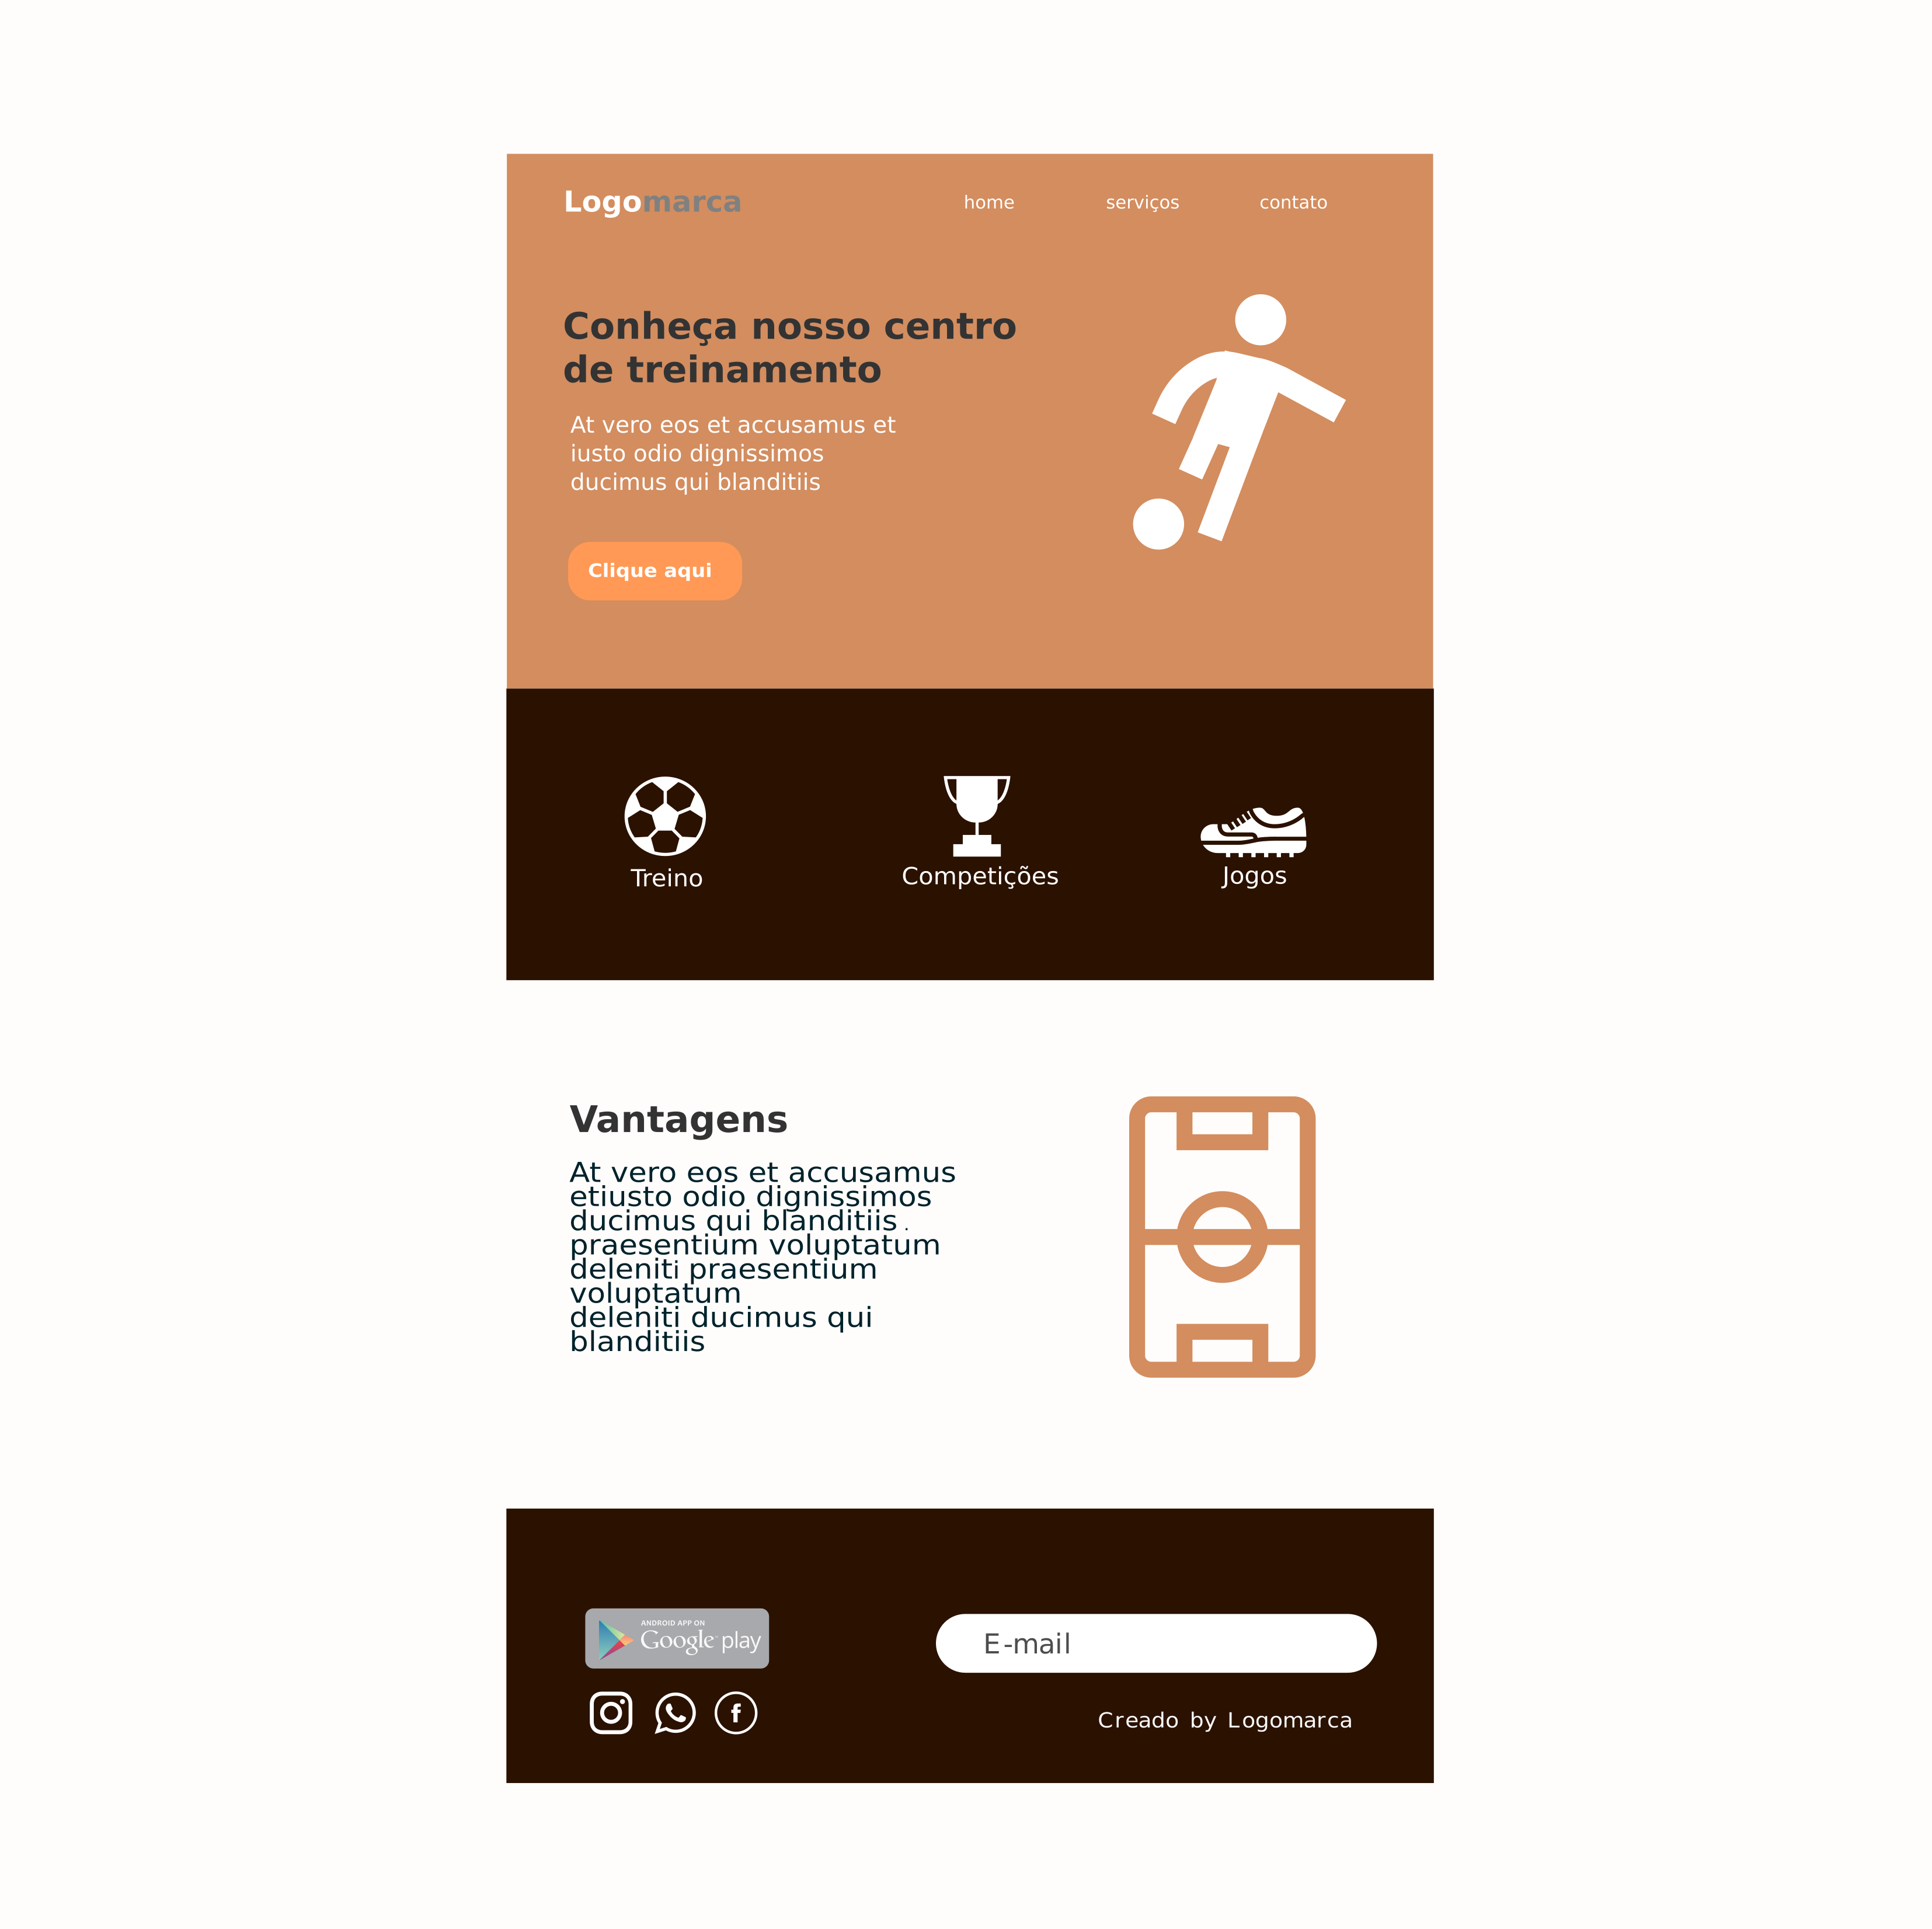 Logomarca
home serviços contato
Conheça nosso centro
de treinamento
At vero eos et accusamus et
iusto odio dignissimos
ducimus qui blanditiis
Clique aqui
Treino
Competições
Jogos
Vantagens
At vero eos et accusamus
etiusto odio dignissimos
ducimus qui blanditiis .
praesentium voluptatum
deleniti praesentium
voluptatum
deleniti ducimus qui
blanditiis
ANDROID APP ON
Google play
E-mail
Creado by Logomarca